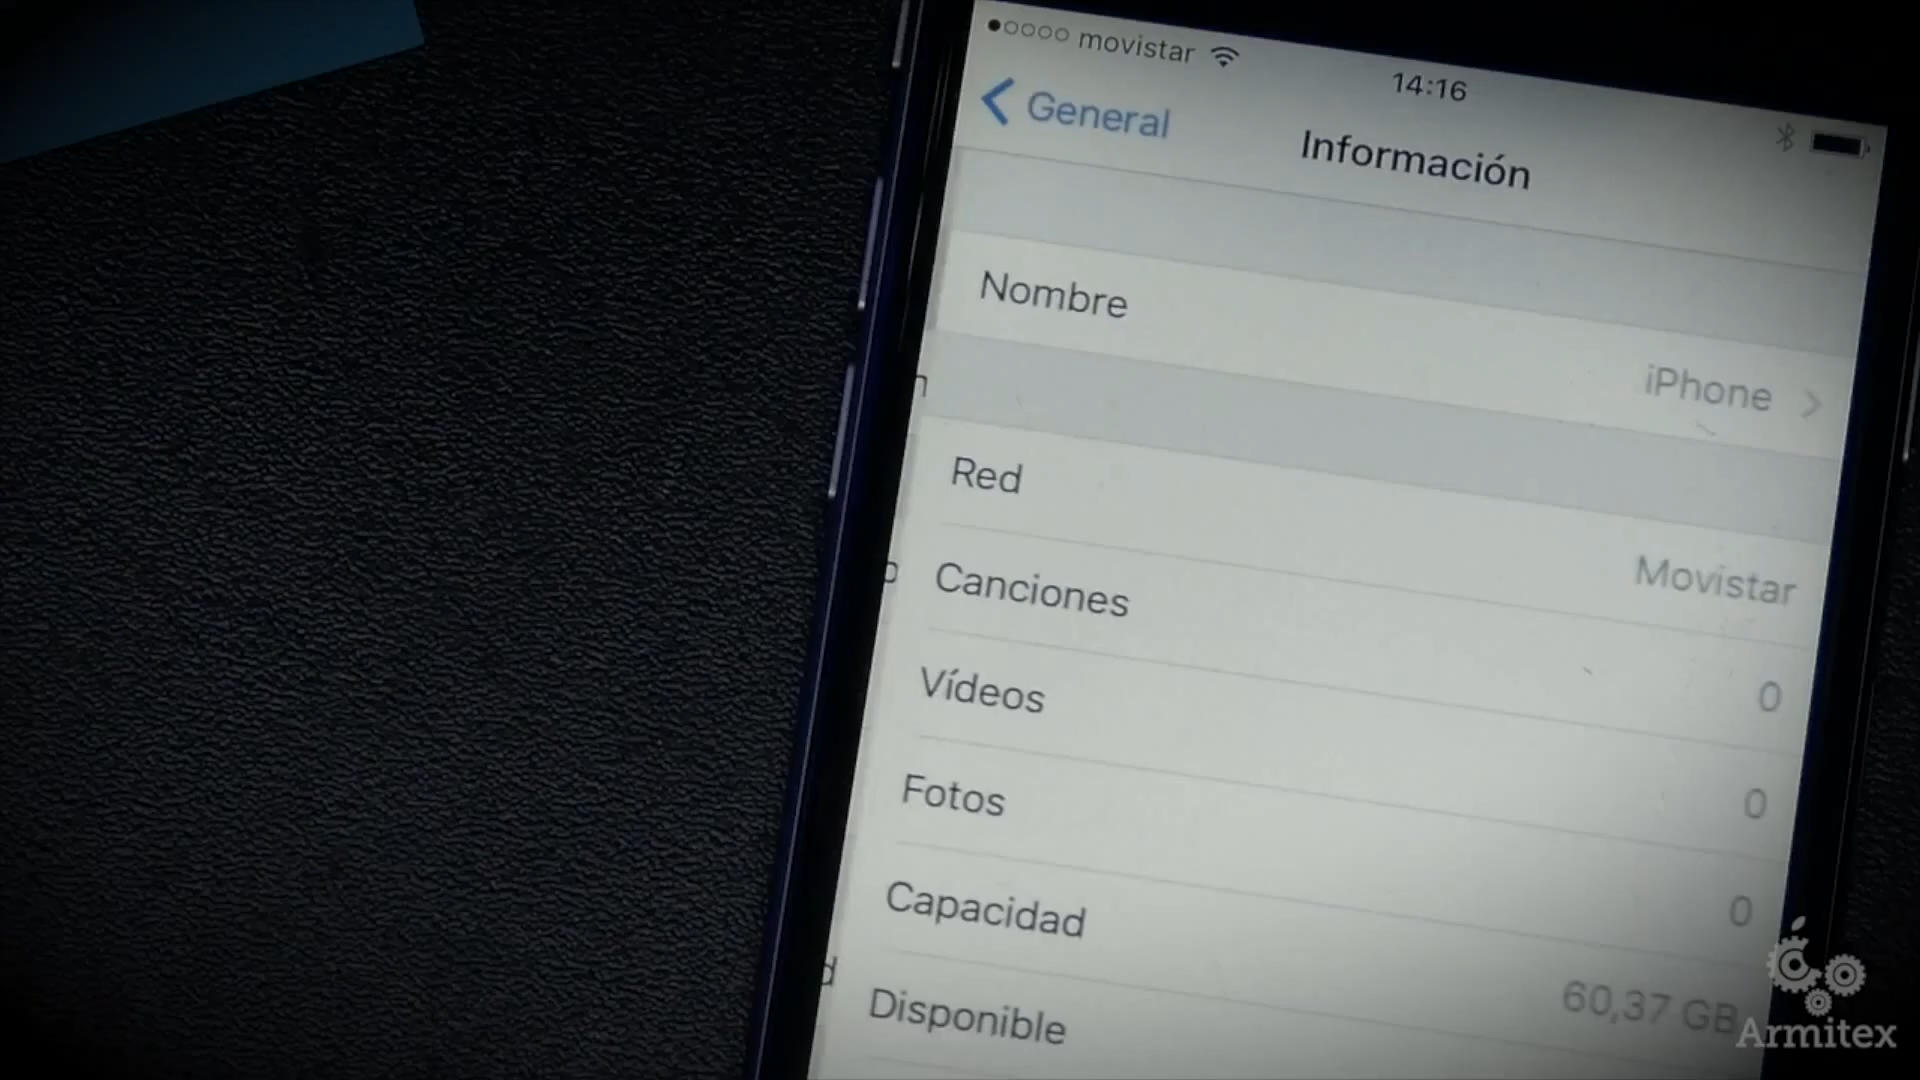 movistar
14:16
General
Información
Nombre
iPhone
Red
Movistar
Canciones
0
Vídeos
0
Fotos
0
Capacidad
60,37 GB
Disponible
Armitex